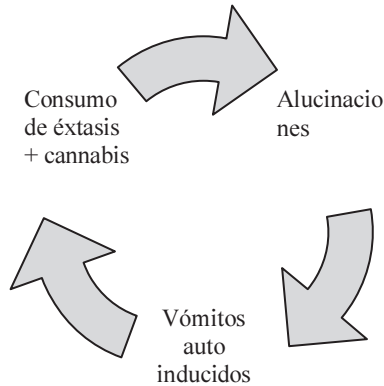 Consumo
de éxtasis
+ cannabis
Alucinacio
nes
Vómitos
auto
inducidos